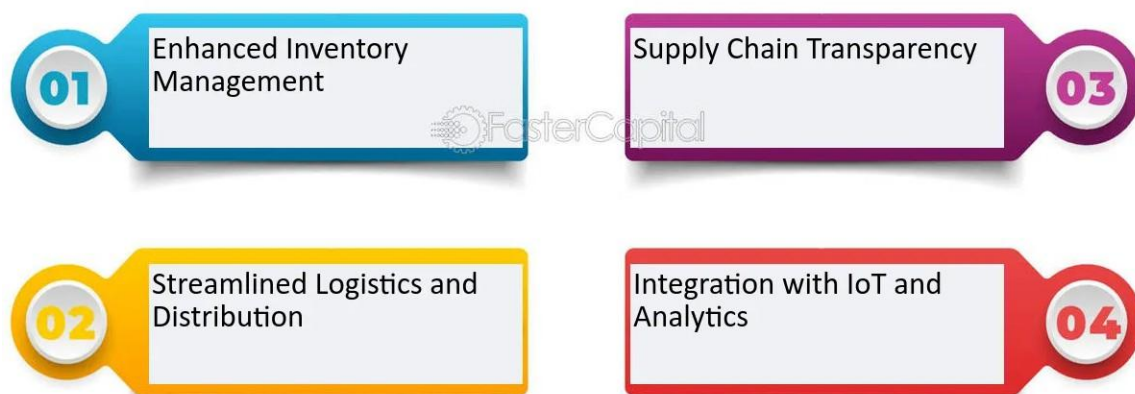 01
Enhanced Inventory
Management
02
Streamlined Logistics and
Distribution
Supply Chain Transparency
03
Integration with IoT and
Analytics
04
FasterCapital